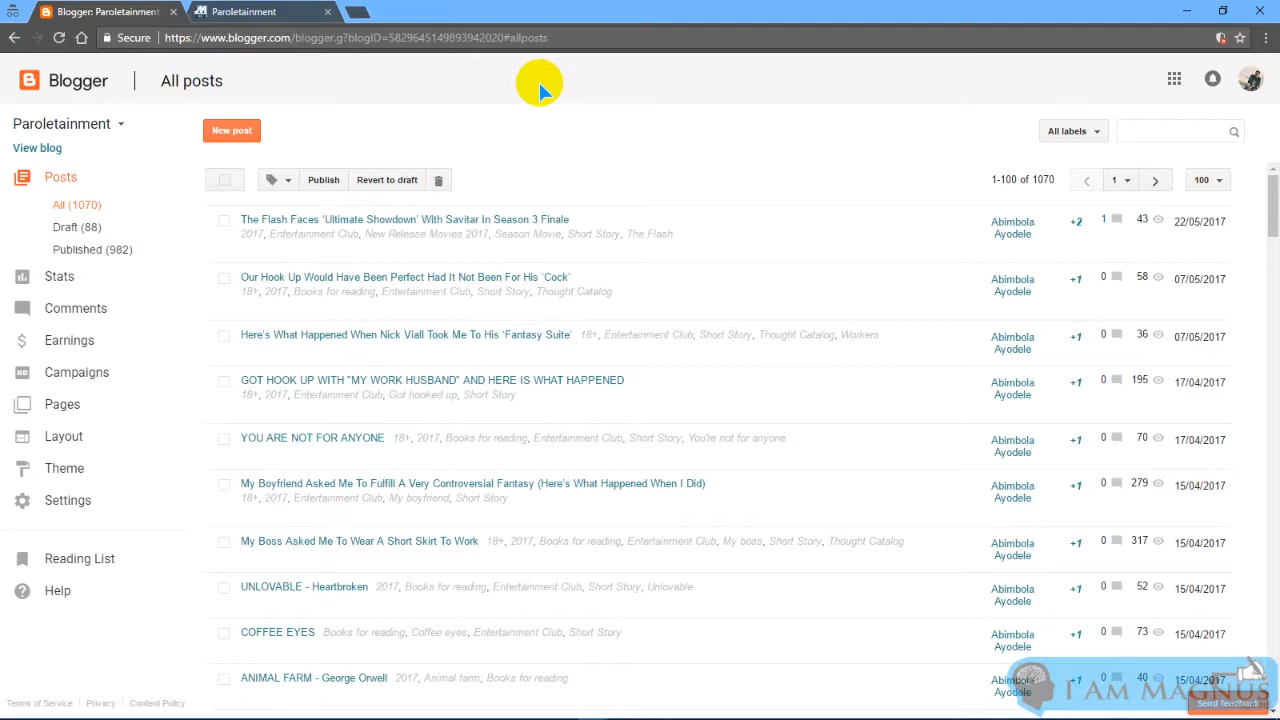 Blogger: Paroletainment
Paroletainment
Secure
https://www.blogger.com/blogger.g?blogID=5829645149893942020#allposts
Blogger
All posts
Paroletainment
View blog
New post
All labels
Posts
All (1070)
Draft (88)
Published (982)
Stats
Comments
Earnings
Campaigns
Pages
Layout
Theme
Settings
Reading List
Help
Terms of Service
Privacy
Content Policy
Publish
Revert to draft
1-100 of 1070
1
100
The Flash Faces 'Ultimate Showdown' With Savitar In Season 3 Finale
2017, Entertainment Club, New Release Movies 2017, Season Movie, Short Story, The Flash
Abimbola
Ayodele
+2
1
43
22/05/2017
Our Hook Up Would Have Been Perfect Had It Not Been For His 'Cock'
18+, 2017, Books for reading, Entertainment Club, Short Story, Thought Catalog
Abimbola
Ayodele
+1
0
58
07/05/2017
Here's What Happened When Nick Viall Took Me To His 'Fantasy Suite' 18+, Entertainment Club, Short Story, Thought Catalog, Workers
Abimbola
Ayodele
+1
0
36
07/05/2017
GOT HOOK UP WITH "MY WORK HUSBAND" AND HERE IS WHAT HAPPENED
18+, 2017, Entertainment Club, Got hooked up, Short Story
Abimbola
Ayodele
+1
0
195
17/04/2017
YOU ARE NOT FOR ANYONE 18+, 2017, Books for reading, Entertainment Club, Short Story, You're not for anyone
Abimbola
Ayodele
+1
0
70
17/04/2017
My Boyfriend Asked Me To Fulfill A Very Controversial Fantasy (Here's What Happened When I Did)
18+, 2017, Entertainment Club, My boyfriend, Short Story
Abimbola
Ayodele
+1
0
279
15/04/2017
My Boss Asked Me To Wear A Short Skirt To Work 18+, 2017, Books for reading, Entertainment Club, My boss, Short Story, Thought Catalog
Abimbola
Ayodele
+1
0
317
15/04/2017
UNLOVABLE - Heartbroken 2017, Books for reading, Entertainment Club, Short Story, Unlovable
Abimbola
Ayodele
+1
0
52
15/04/2017
COFFEE EYES Books for reading, Coffee eyes, Entertainment Club, Short Story
Abimbola
Ayodele
+1
0
73
15/04/2017
ANIMAL FARM - George Orwell 2017, Animal farm, Books for reading
Abimbola
Ayodele
+1
0
40
15/04/2017
I AM MAGNUS
Send feedback